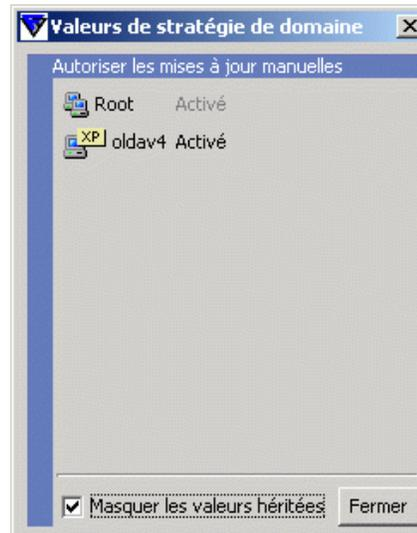 Valeurs de stratégie de domaine
Autoriser les mises à jour manuelles
Root Activé
XP oldav4 Activé
Masquer les valeurs héritées Fermer